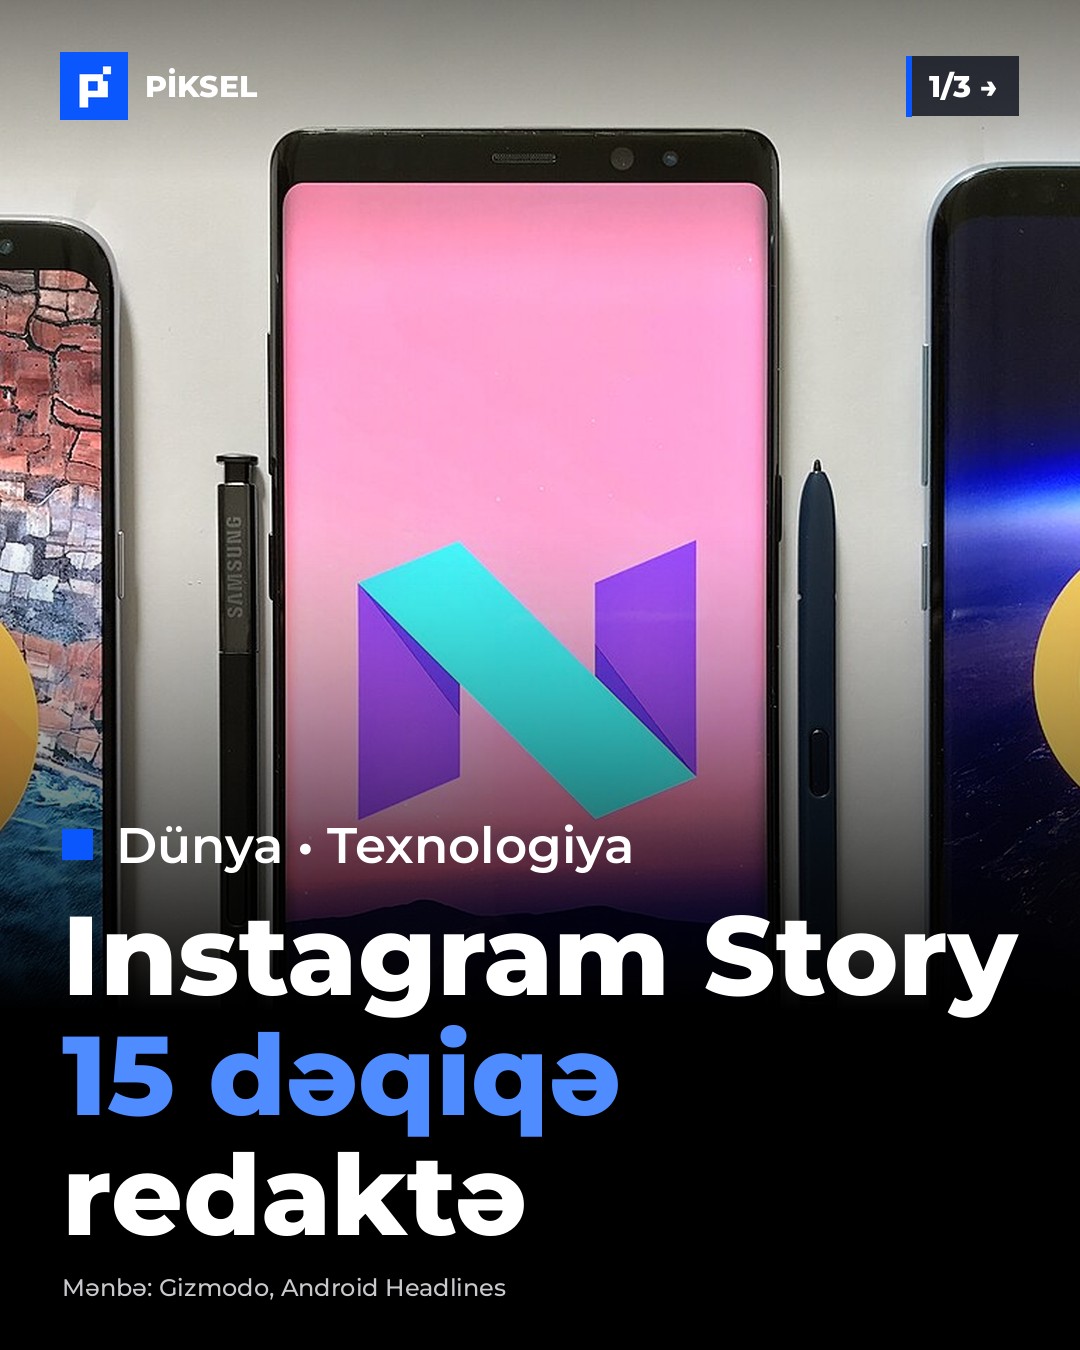 PİKSEL
1/3 →
SAMSUNG
Dünya • Texnologiya
Instagram Story
15 dəqiqə
redaktə
Mənbə: Gizmodo, Android Headlines